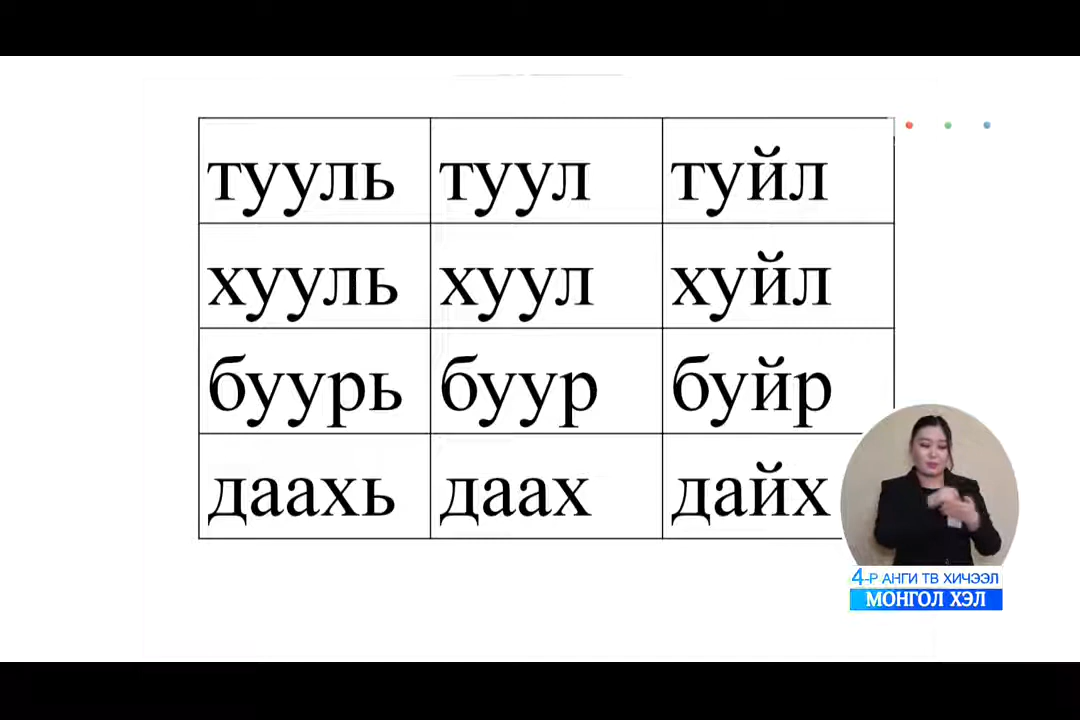 тууль туул туйл
хууль хуул хуйл
буурь буур буйр
даахь даах дайх
4-Р АНГИ ТВ ХИЧЭЭЛ
МОНГОЛ ХЭЛ